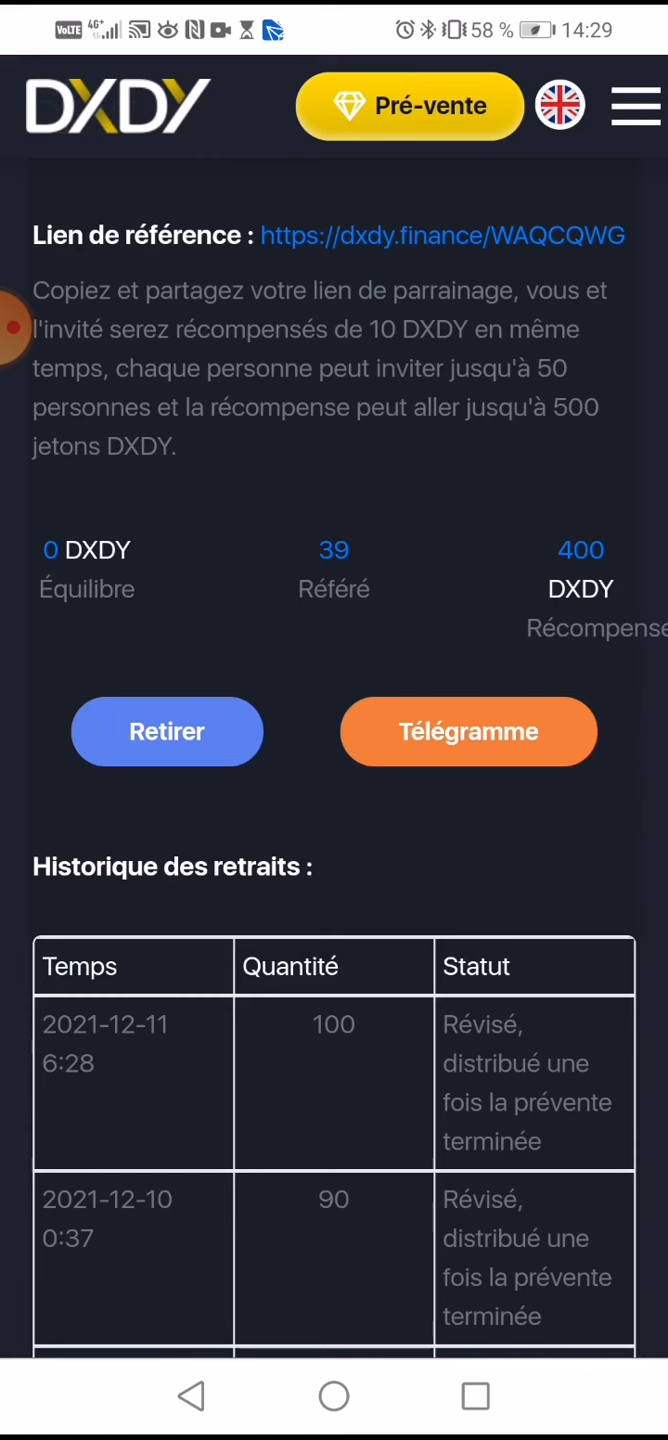 VoLTE 4G+ 58 % 14:29
DXDY Pré-vente
Lien de référence : https://dxdy.finance/WAQCQWG
Copiez et partagez votre lien de parrainage, vous et
l'invité serez récompensés de 10 DXDY en même
temps, chaque personne peut inviter jusqu'à 50
personnes et la récompense peut aller jusqu'à 500
jetons DXDY.
0 DXDY 39 400
Équilibre Référé DXDY
Récompense
Retirer Télégramme
Historique des retraits :
Temps Quantité Statut
2021-12-11 100 Révisé,
6:28 distribué une
fois la prévente
terminée
2021-12-10 90 Révisé,
0:37 distribué une
fois la prévente
terminée